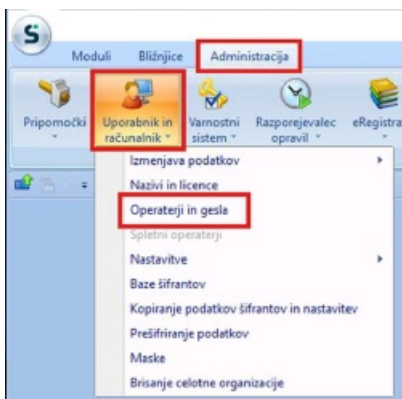 S
Moduli Bližnjice Administracija
Pripomočki Uporabnik in računalnik Varnostni sistem Razporejevalec opravil eRegistra
Izmenjava podatkov
Nazivi in licence
Operaterji in gesla
Spletni operaterji
Nastavitve
Baze šifrantov
Kopiranje podatkov šifrantov in nastavitev
Prešifriranje podatkov
Maske
Brisanje celotne organizacije